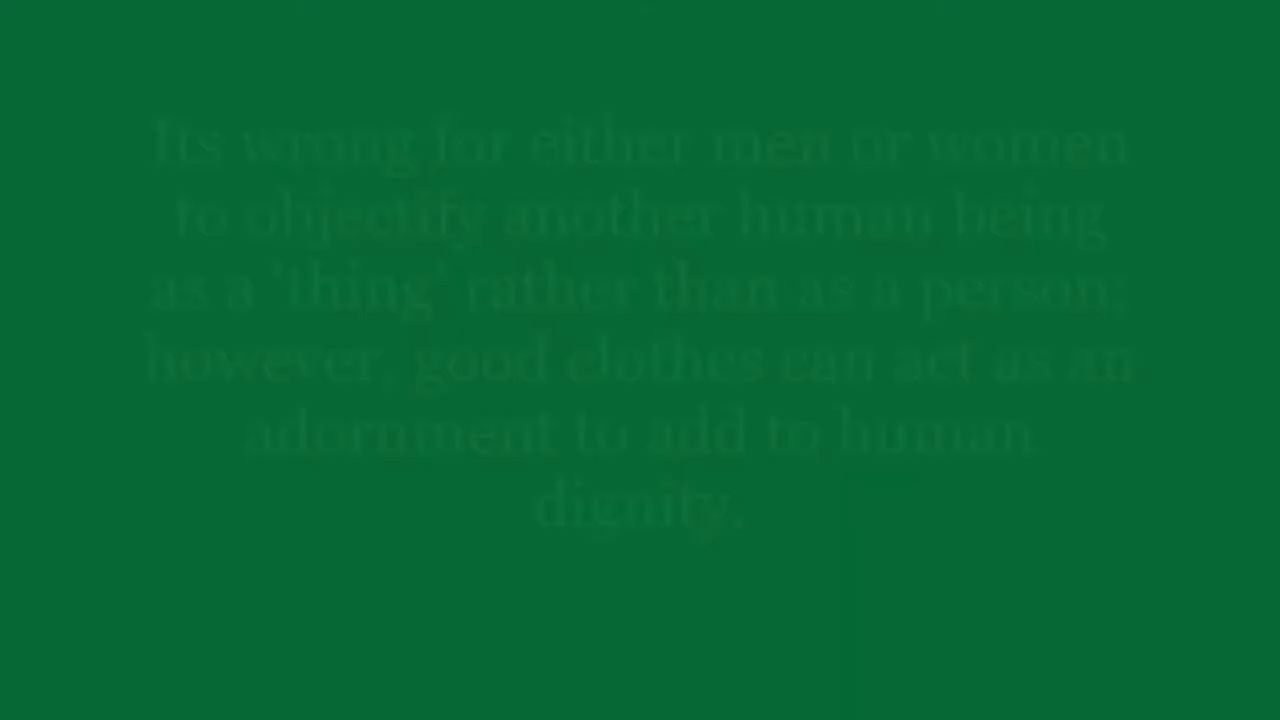 Its wrong for either men or women
to objectify another human being
as a 'thing' rather than as a person;
however, good clothes can act as an
adornment to add to human
dignity.